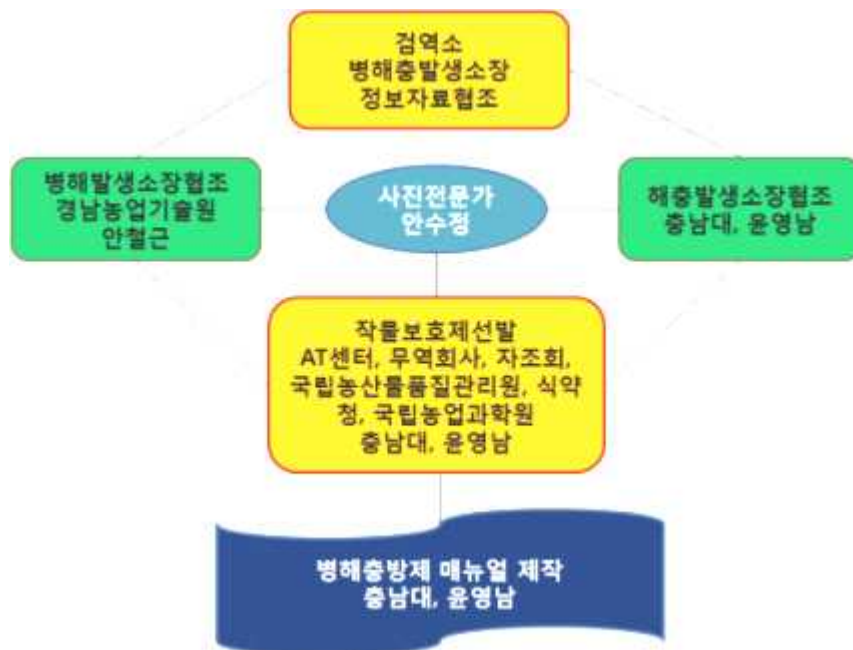 검역소
병해충발생소장
정보자료협조
병해발생소장협조
경남농업기술원
안철근
사진전문가
안수정
해충발생소장협조
충남대, 윤영남
작물보호제선발
AT센터, 무역회사, 자조회,
국립농산물품질관리원, 식약
청, 국립농업과학원
충남대, 윤영남
병해충방제 매뉴얼 제작
충남대, 윤영남